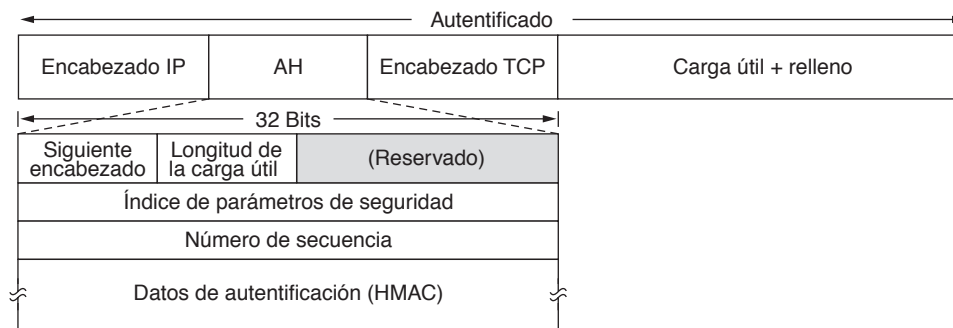 Autentificado
Encabezado IP AH Encabezado TCP Carga útil + relleno
32 Bits
Siguiente encabezado Longitud de la carga útil (Reservado)
Índice de parámetros de seguridad
Número de secuencia
Datos de autentificación (HMAC)